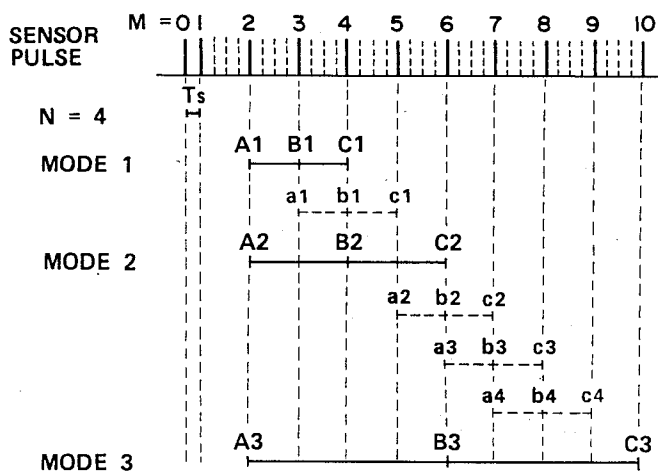 SENSOR PULSE M = 0 1 2 3 4 5 6 7 8 9 10
N = 4 Ts
MODE 1 A1 B1 C1
a1 b1 c1
MODE 2 A2 B2 C2
a2 b2 c2
a3 b3 c3
a4 b4 c4
MODE 3 A3 B3 C3